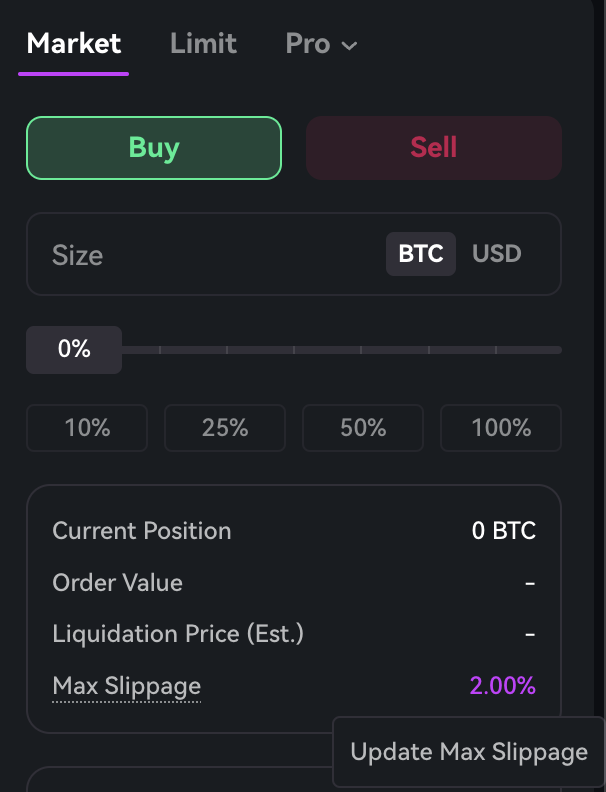 Market Limit Pro
Buy Sell
Size BTC USD
0%
10% 25% 50% 100%
Current Position 0 BTC
Order Value -
Liquidation Price (Est.) -
Max Slippage 2.00%
Update Max Slippage